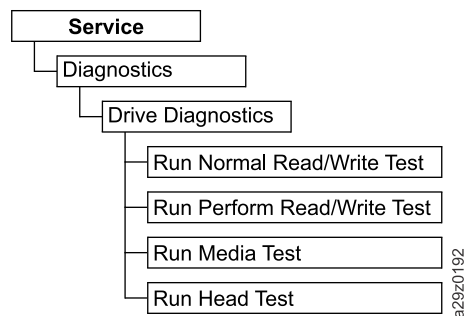 Service
Diagnostics
Drive Diagnostics
Run Normal Read/Write Test
Run Perform Read/Write Test
Run Media Test
Run Head Test
a29z0192